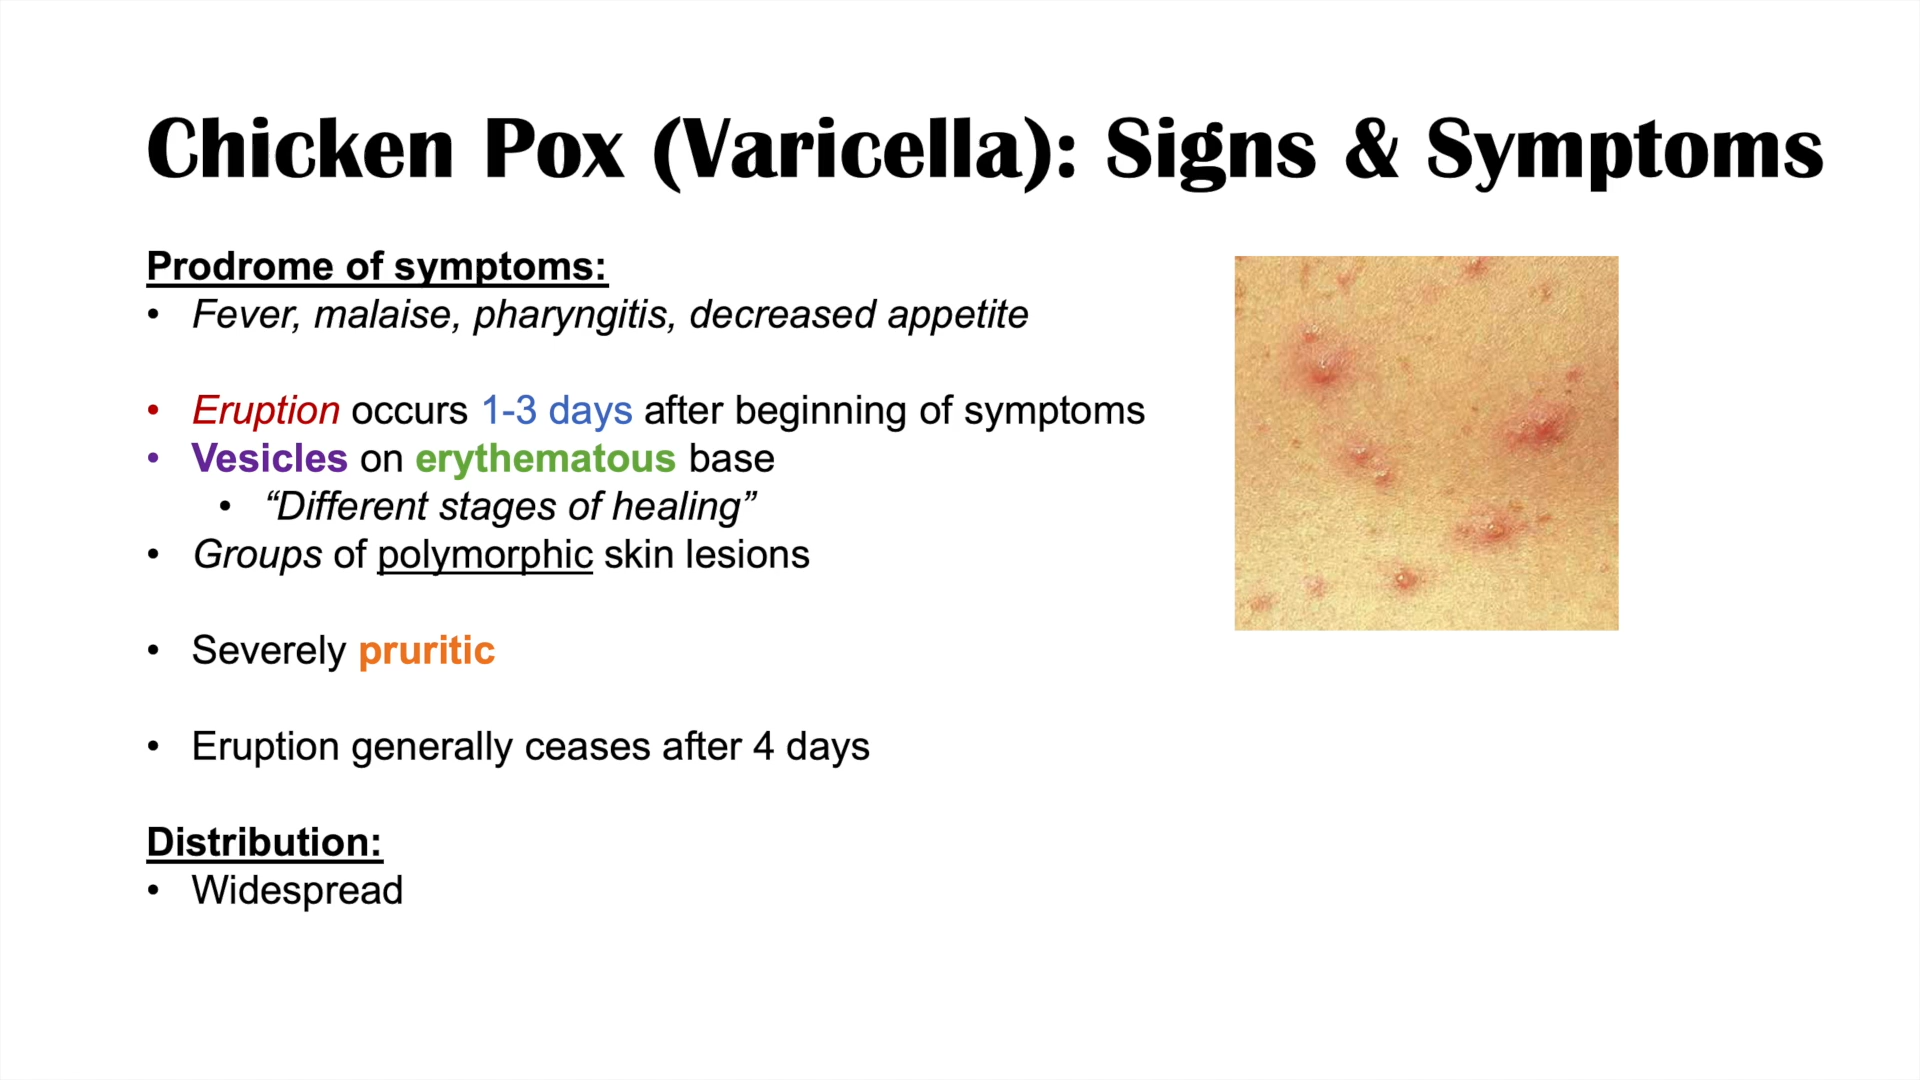 Chicken Pox (Varicella): Signs & Symptoms
Prodrome of symptoms:
• Fever, malaise, pharyngitis, decreased appetite
• Eruption occurs 1-3 days after beginning of symptoms
• Vesicles on erythematous base
• “Different stages of healing”
• Groups of polymorphic skin lesions
• Severely pruritic
• Eruption generally ceases after 4 days
Distribution:
• Widespread